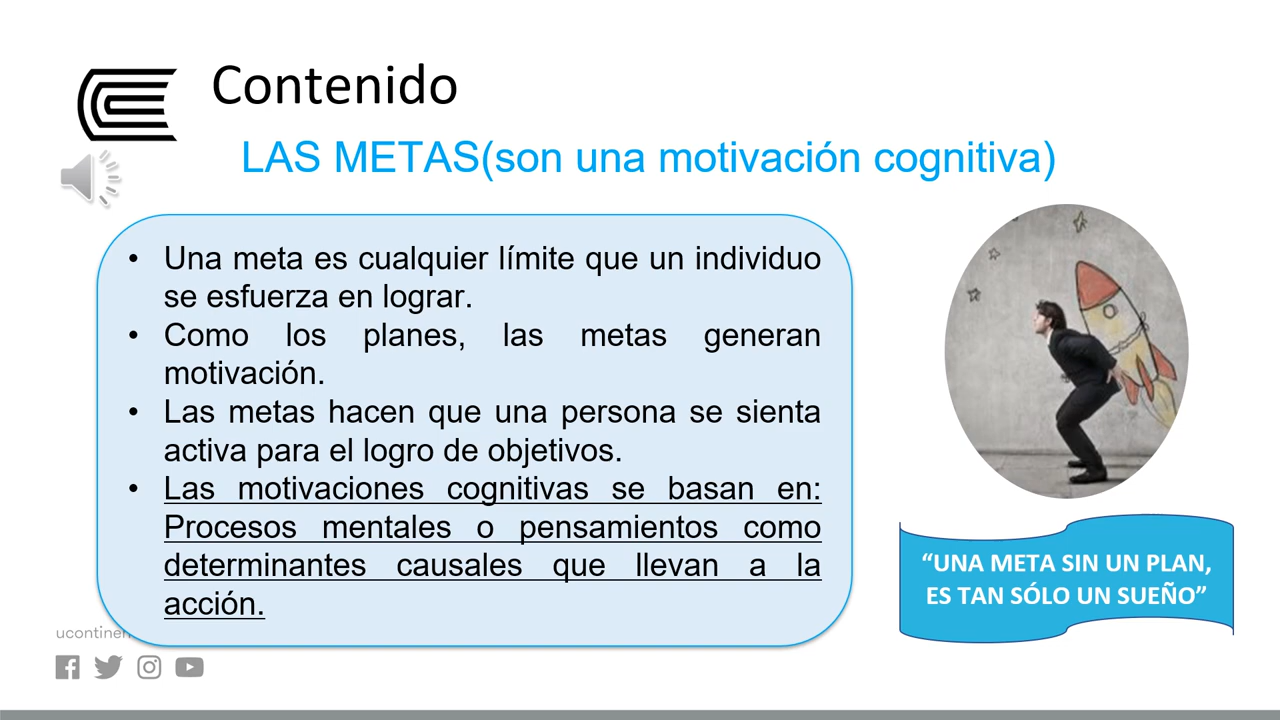 Contenido
LAS METAS(son una motivación cognitiva)
• Una meta es cualquier límite que un individuo
se esfuerza en lograr.
• Como los planes, las metas generan
motivación.
• Las metas hacen que una persona se sienta
activa para el logro de objetivos.
• Las motivaciones cognitivas se basan en:
Procesos mentales o pensamientos como
determinantes causales que llevan a la
acción.
“UNA META SIN UN PLAN,
ES TAN SÓLO UN SUEÑO”